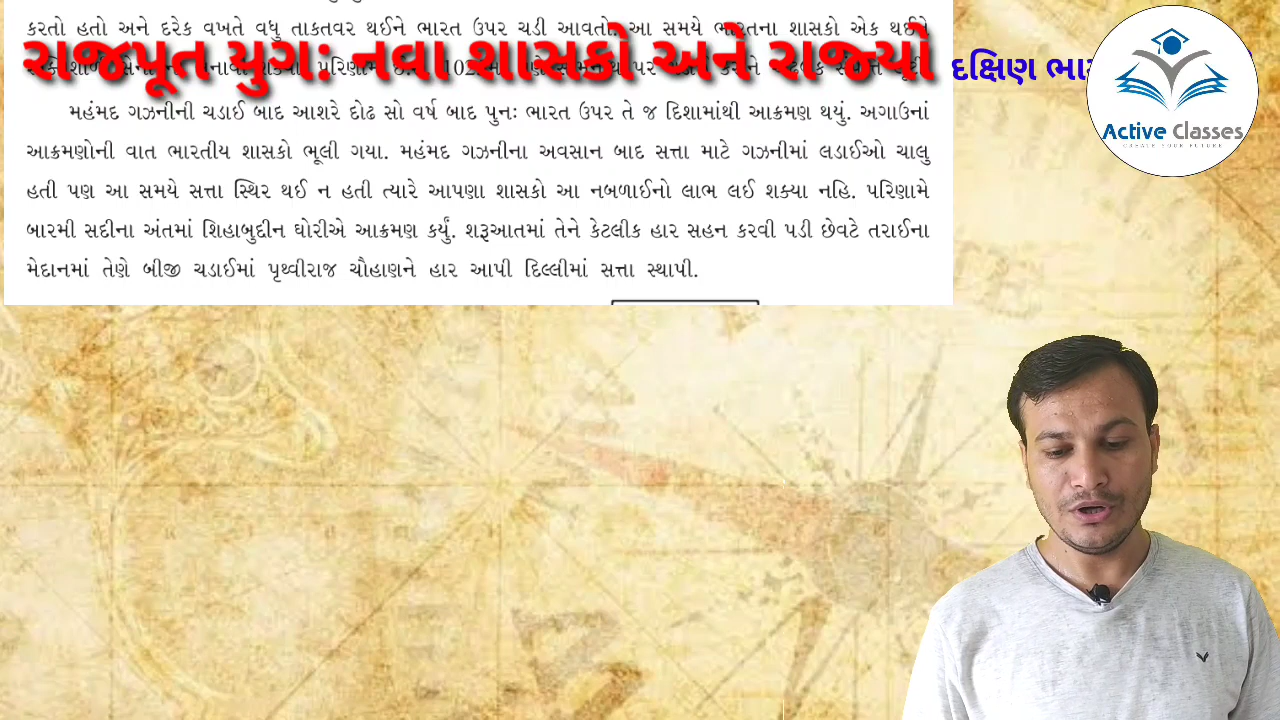 કરતો હતો અને દરેક વખતે વધુ તાકતવર થઈને ભારત ઉપર ચડી આવતો. આ સમયે ભારતના શાસકો એક થઈને
રાજપૂત યુગ: નવા શાસકો અને રાજ્યો
દક્ષિણ
Active Classes
CREATE YOUR FUTURE
મહંમદ ગઝનીની ચડાઈ બાદ આશરે દોઢ સો વર્ષ બાદ પુનઃ ભારત ઉપર તે જ દિશામાંથી આક્રમણ થયું. અગાઉનાં
આક્રમણોની વાત ભારતીય શાસકો ભૂલી ગયા. મહંમદ ગઝનીના અવસાન બાદ સત્તા માટે ગઝનીમાં લડાઈઓ ચાલુ
હતી પણ આ સમયે સત્તા સ્થિર થઈ ન હતી ત્યારે આપણા શાસકો આ નબળાઈનો લાભ લઈ શક્યા નહિ. પરિણામે
બારમી સદીના અંતમાં શિહાબુદ્દીન ઘોરીએ આક્રમણ કર્યું. શરૂઆતમાં તેને કેટલીક હાર સહન કરવી પડી છેવટે તરાઈના
મેદાનમાં તેણે બીજી ચડાઈમાં પૃથ્વીરાજ ચૌહાણને હાર આપી દિલ્લીમાં સત્તા સ્થાપી.